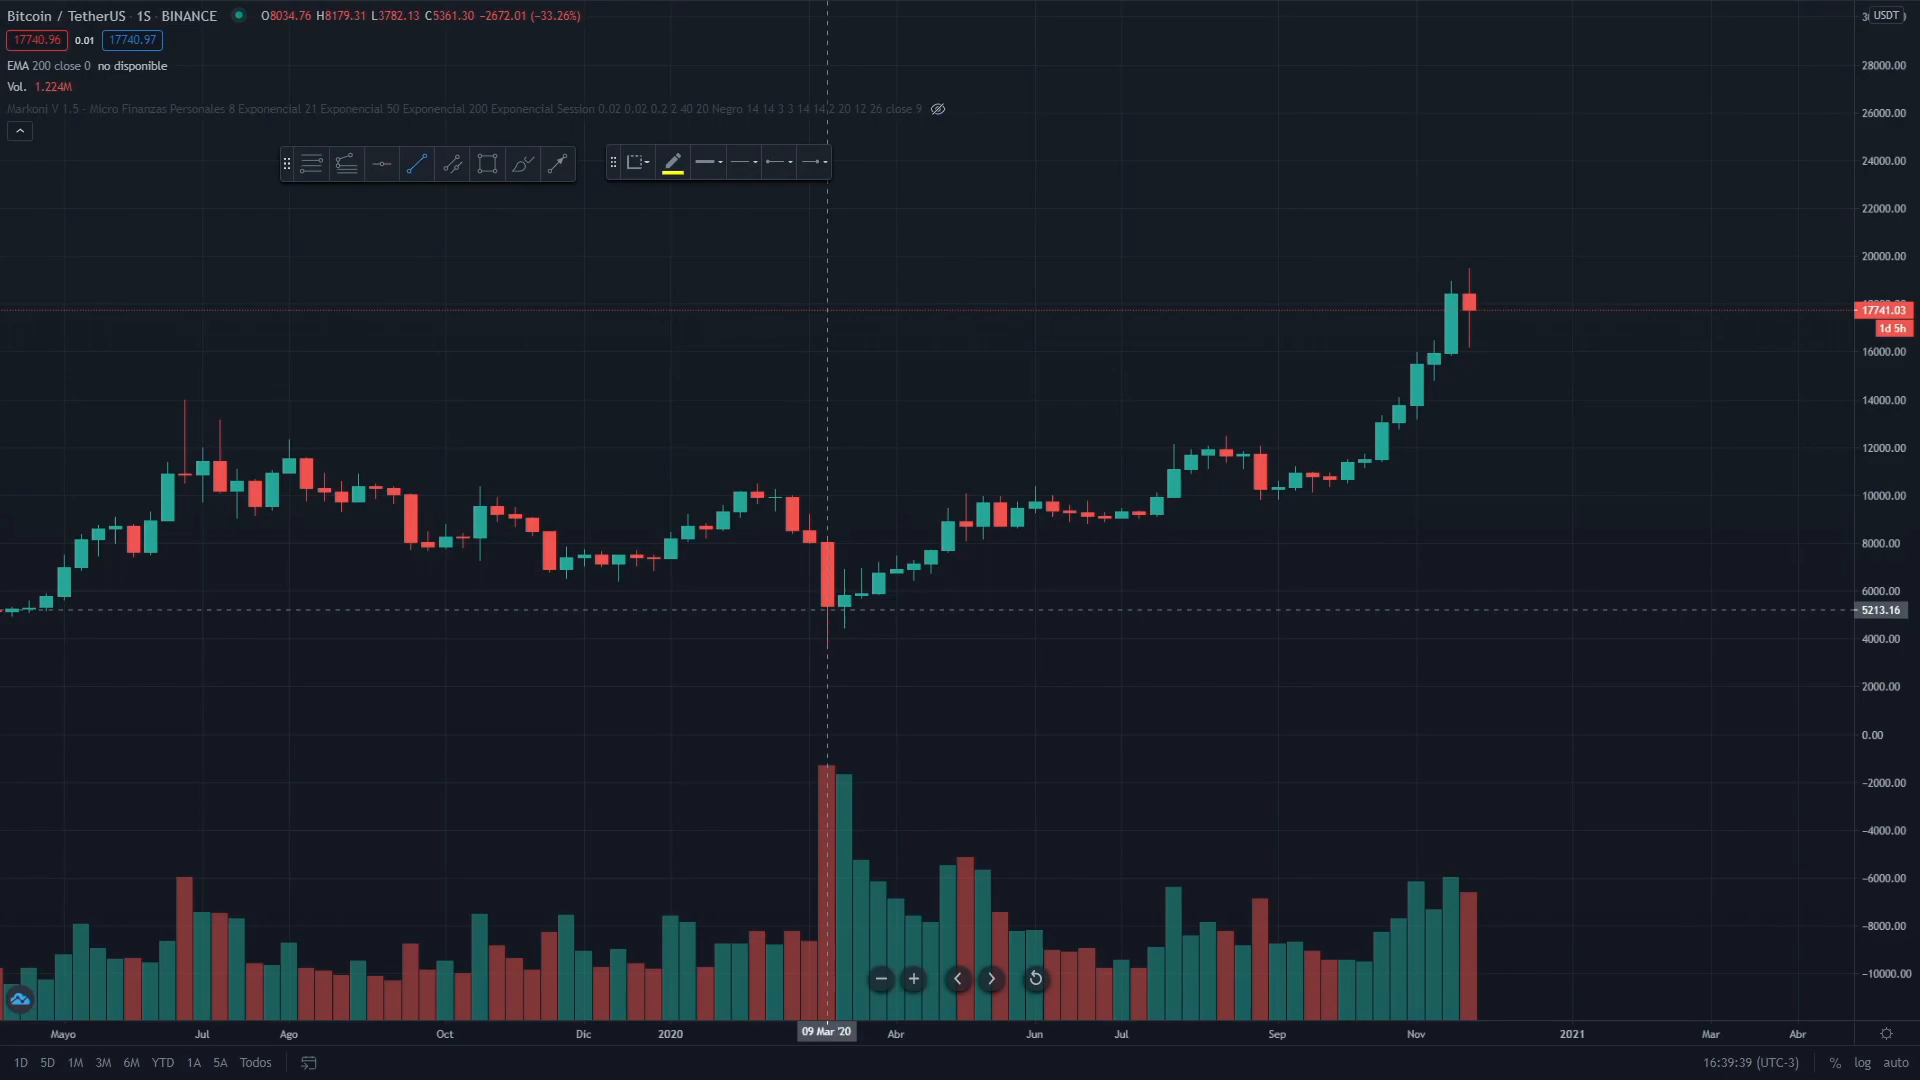 Bitcoin / TetherUS · 1S · BINANCE O8034.76 H8179.31 L3782.13 C5361.30 −2672.01 (−33.26%)
17740.96 0.01 17740.97
EMA 200 close 0 no disponible
Vol. 1.224M
Markoni V 1.5 - Micro Finanzas Personales 8 Exponencial 21 Exponencial 50 Exponencial 200 Exponencial Session 0.02 0.02 0.2 2 40 20 Negro 14 14 3 3 14 14 2 20 12 26 close 9
USDT
28000.00
26000.00
24000.00
22000.00
20000.00
17741.03
1d 5h
16000.00
14000.00
12000.00
10000.00
8000.00
6000.00
5213.16
4000.00
2000.00
0.00
−2000.00
−4000.00
−6000.00
−8000.00
−10000.00
Mayo Jul Ago Oct Dic 2020 09 Mar '20 Abr Jun Jul Sep Nov 2021 Mar Abr
1D 5D 1M 3M 6M YTD 1A 5A Todos 16:39:39 (UTC-3) % log auto